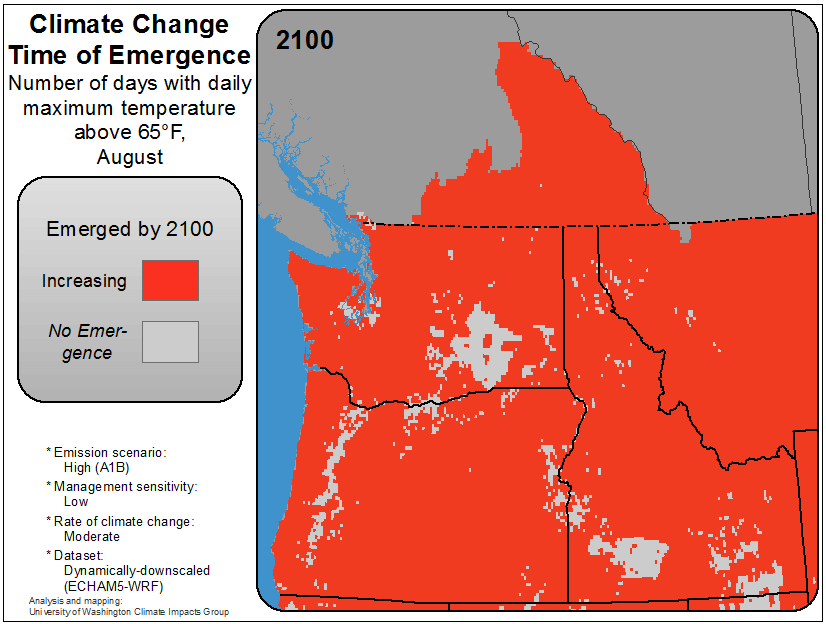 Climate Change
Time of Emergence
Number of days with daily
maximum temperature
above 65°F,
August
Emerged by 2100
Increasing
No Emer-
gence
* Emission scenario:
High (A1B)
* Management sensitivity:
Low
* Rate of climate change:
Moderate
* Dataset:
Dynamically-downscaled
(ECHAM5-WRF)
Analysis and mapping:
University of Washington Climate Impacts Group
2100